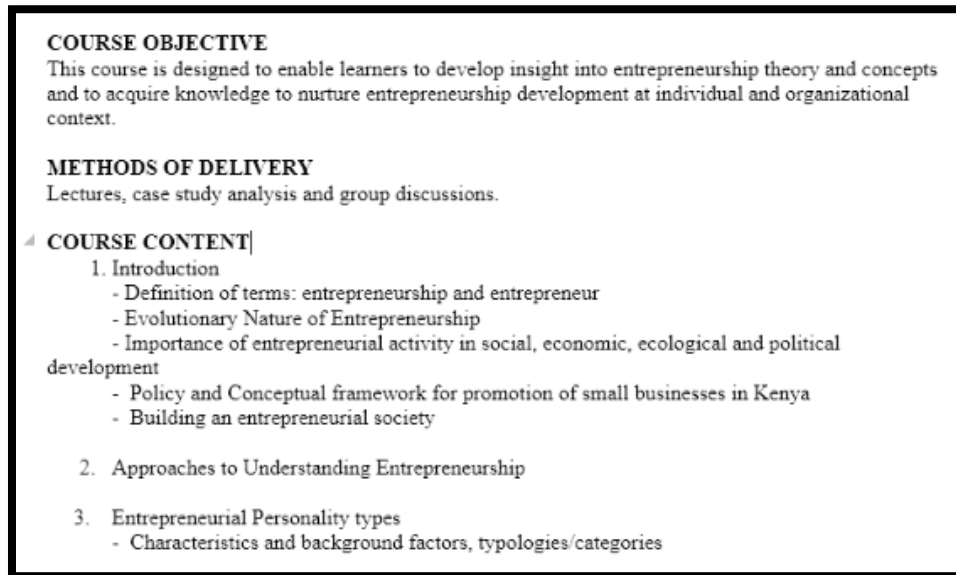 COURSE OBJECTIVE
This course is designed to enable learners to develop insight into entrepreneurship theory and concepts
and to acquire knowledge to nurture entrepreneurship development at individual and organizational
context.
METHODS OF DELIVERY
Lectures, case study analysis and group discussions.
COURSE CONTENT
1. Introduction
- Definition of terms: entrepreneurship and entrepreneur
- Evolutionary Nature of Entrepreneurship
- Importance of entrepreneurial activity in social, economic, ecological and political
development
- Policy and Conceptual framework for promotion of small businesses in Kenya
- Building an entrepreneurial society
2. Approaches to Understanding Entrepreneurship
3. Entrepreneurial Personality types
- Characteristics and background factors, typologies/categories